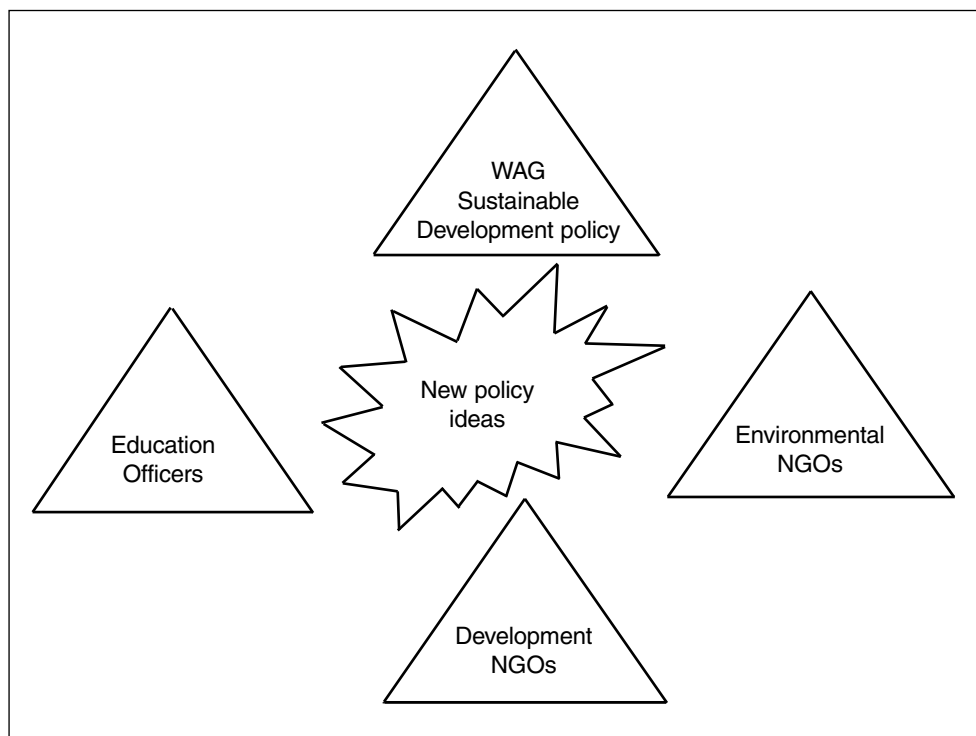 WAG
Sustainable
Development policy
New policy
ideas
Education
Officers
Environmental
NGOs
Development
NGOs